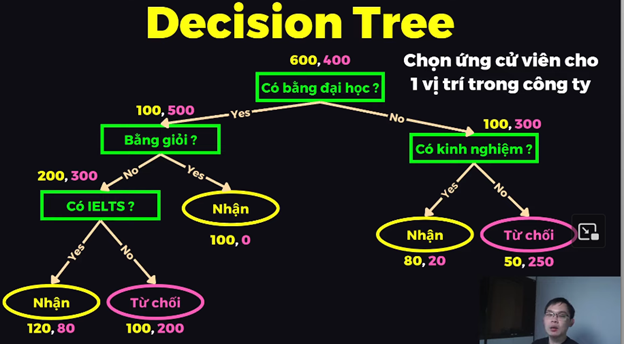 Decision Tree
600, 400
Chọn ứng cử viên cho
1 vị trí trong công ty
Có bằng đại học ?
100, 500
Yes
No
100, 300
Bằng giỏi ?
Có kinh nghiệm ?
200, 300
No
Yes
Yes
No
Có IELTS ?
Nhận
100, 0
Nhận
Từ chối
80, 20
50, 250
Yes
No
Nhận
Từ chối
120, 80
100, 200